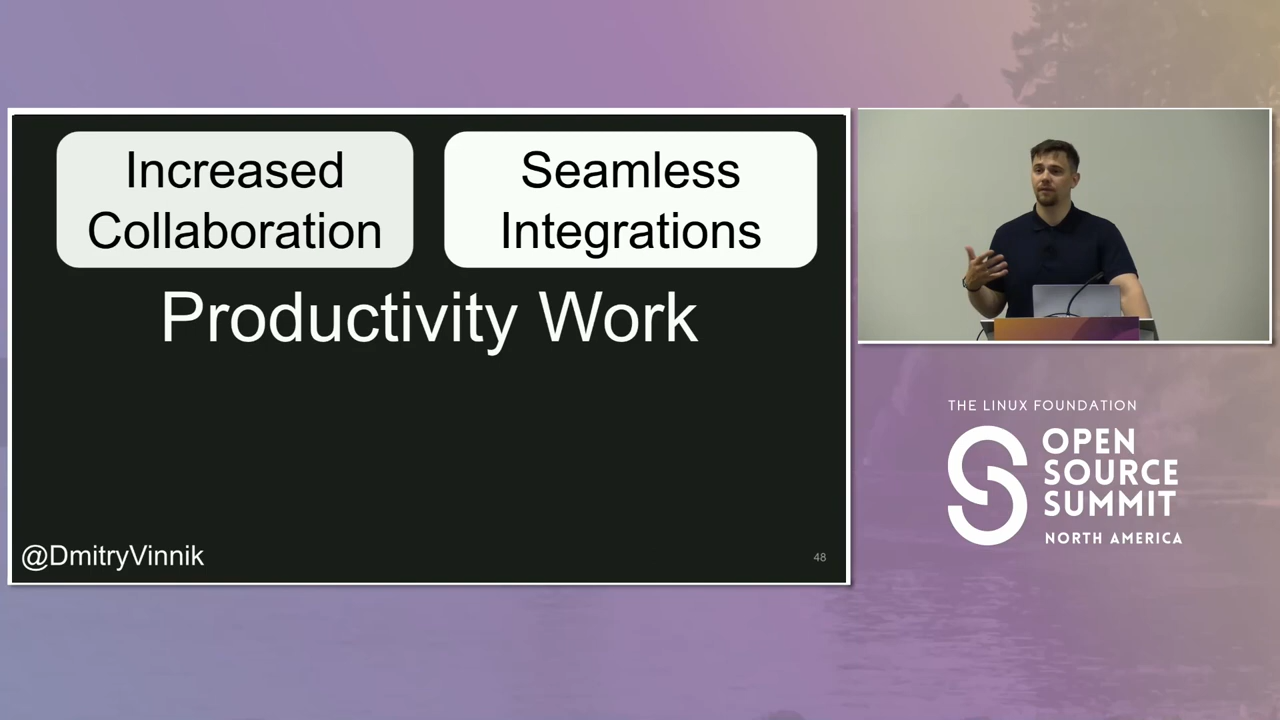 Increased
Collaboration
Seamless
Integrations
Productivity Work
@DmitryVinnik
48
THE LINUX FOUNDATION
OPEN
SOURCE
SUMMIT
NORTH AMERICA